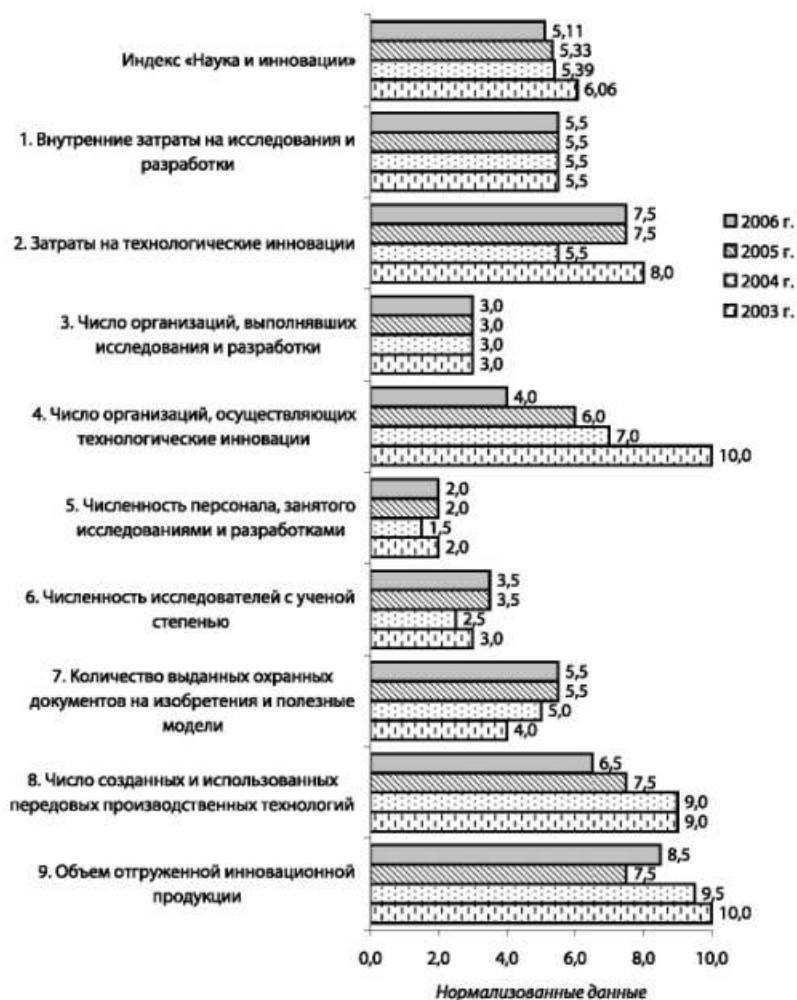 Индекс «Наука и инновации»
5,11
5,33
5,39
6,06
1. Внутренние затраты на исследования и
разработки
5,5
5,5
5,5
5,5
2. Затраты на технологические инновации
7,5
7,5
5,5
8,0
2006 г.
2005 г.
2004 г.
2003 г.
3. Число организаций, выполнявших
исследования и разработки
3,0
3,0
3,0
3,0
4. Число организаций, осуществляющих
технологические инновации
4,0
6,0
7,0
10,0
5. Численность персонала, занятого
исследованиями и разработками
2,0
2,0
1,5
2,0
6. Численность исследователей с ученой
степенью
3,5
3,5
2,5
3,0
7. Количество выданных охранных
документов на изобретения и полезные
модели
5,5
5,5
5,0
4,0
8. Число созданных и использованных
передовых производственных технологий
6,5
7,5
9,0
9,0
9. Объем отгруженной инновационной
продукции
8,5
7,5
9,5
10,0
0,0 2,0 4,0 6,0 8,0 10,0
Нормализованные данные